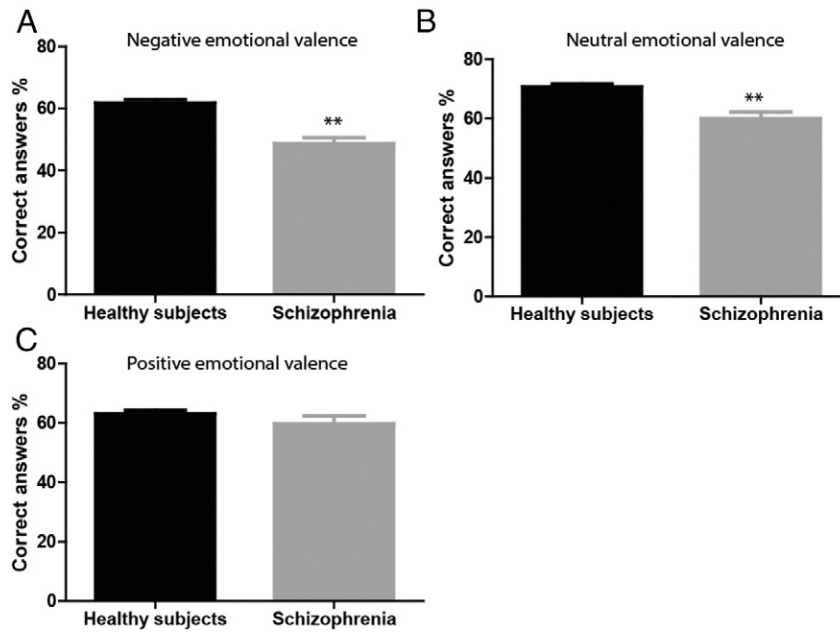 A
Negative emotional valence
Correct answers %
80
60
40
20
0
**
Healthy subjects
Schizophrenia
B
Neutral emotional valence
Correct answers %
80
60
40
20
0
**
Healthy subjects
Schizophrenia
C
Positive emotional valence
Correct answers %
80
60
40
20
0
Healthy subjects
Schizophrenia